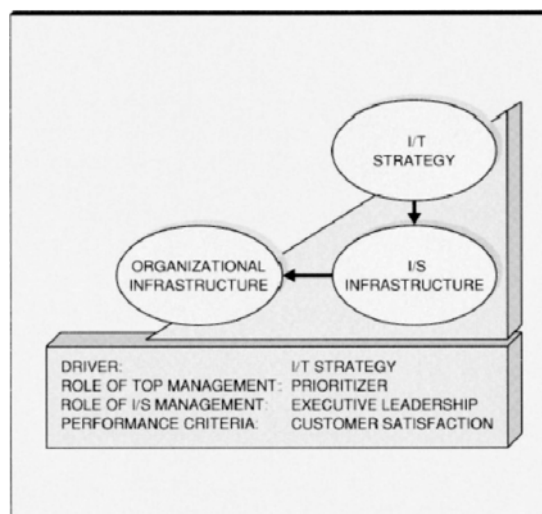 I/T
STRATEGY
ORGANIZATIONAL
INFRASTRUCTURE
I/S
INFRASTRUCTURE
DRIVER: I/T STRATEGY
ROLE OF TOP MANAGEMENT: PRIORITIZER
ROLE OF I/S MANAGEMENT: EXECUTIVE LEADERSHIP
PERFORMANCE CRITERIA: CUSTOMER SATISFACTION